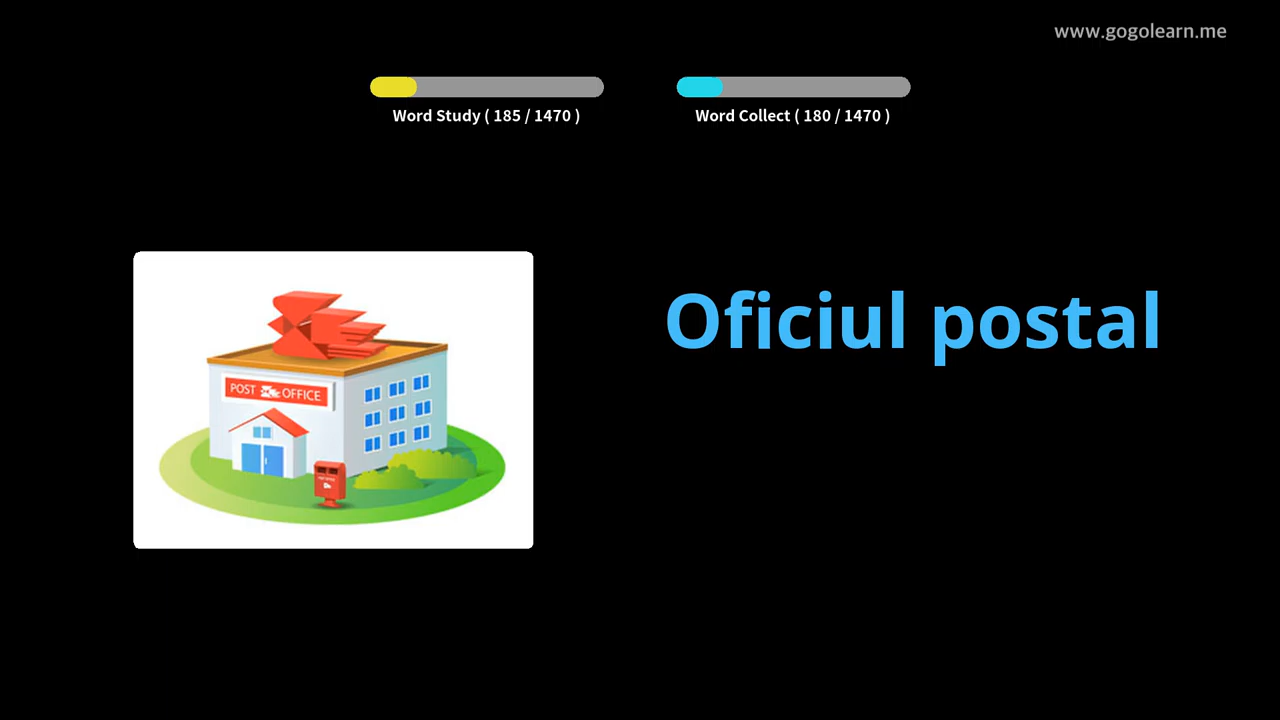 www.gogolearn.me
Word Study ( 185 / 1470 )
Word Collect ( 180 / 1470 )
Oficiul postal
POST OFFICE